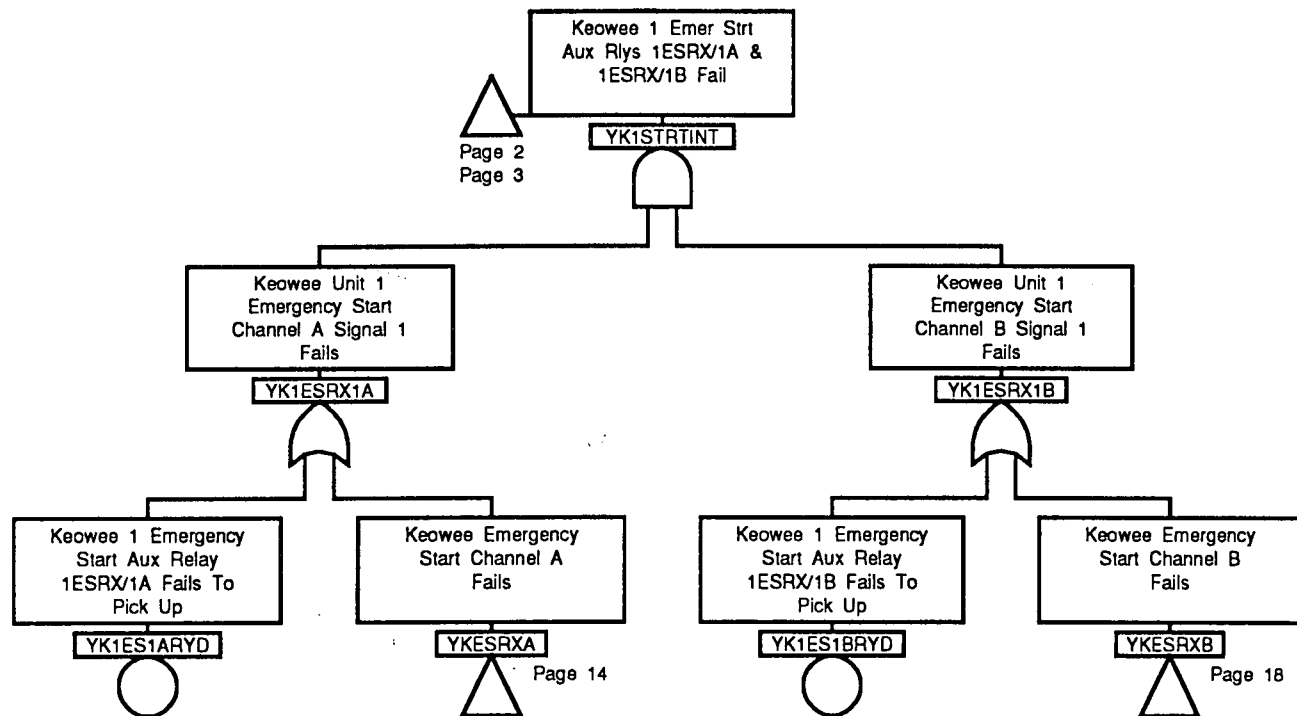 Keowee 1 Emer Strt
Aux Rlys 1ESRX/1A &
1ESRX/1B Fail
YK1STRTINT
Page 2
Page 3
Keowee Unit 1
Emergency Start
Channel A Signal 1
Fails
YK1ESRX1A
Keowee Unit 1
Emergency Start
Channel B Signal 1
Fails
YK1ESRX1B
Keowee 1 Emergency
Start Aux Relay
1ESRX/1A Fails To
Pick Up
YK1ES1ARYD
Keowee Emergency
Start Channel A
Fails
YKESRXA
Page 14
Keowee 1 Emergency
Start Aux Relay
1ESRX/1B Fails To
Pick Up
YK1ES1BRYD
Keowee Emergency
Start Channel B
Fails
YKESRXB
Page 18